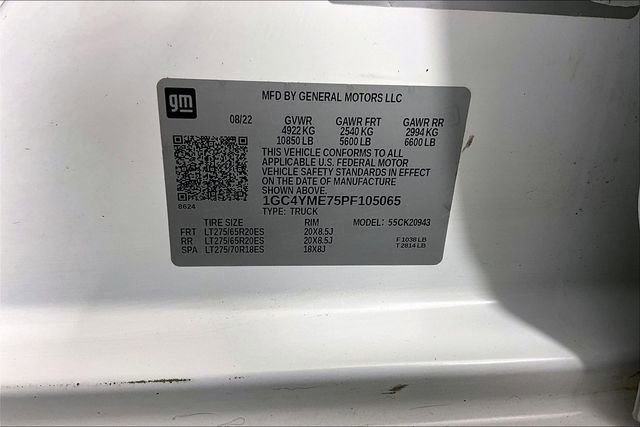 gm
MFD BY GENERAL MOTORS LLC
08/22 GVWR GAWR FRT GAWR RR
4922 KG 2540 KG 2994 KG
10850 LB 5600 LB 6600 LB
THIS VEHICLE CONFORMS TO ALL
APPLICABLE U.S. FEDERAL MOTOR
VEHICLE SAFETY STANDARDS IN EFFECT
ON THE DATE OF MANUFACTURE
SHOWN ABOVE.
8624
1GC4YME75PF105065
TYPE: TRUCK
TIRE SIZE RIM MODEL: 55CK20943
FRT LT275/65R20ES 20X8.5J
RR LT275/65R20ES 20X8.5J F1038 LB
SPA LT275/70R18ES 18X8J T2814 LB